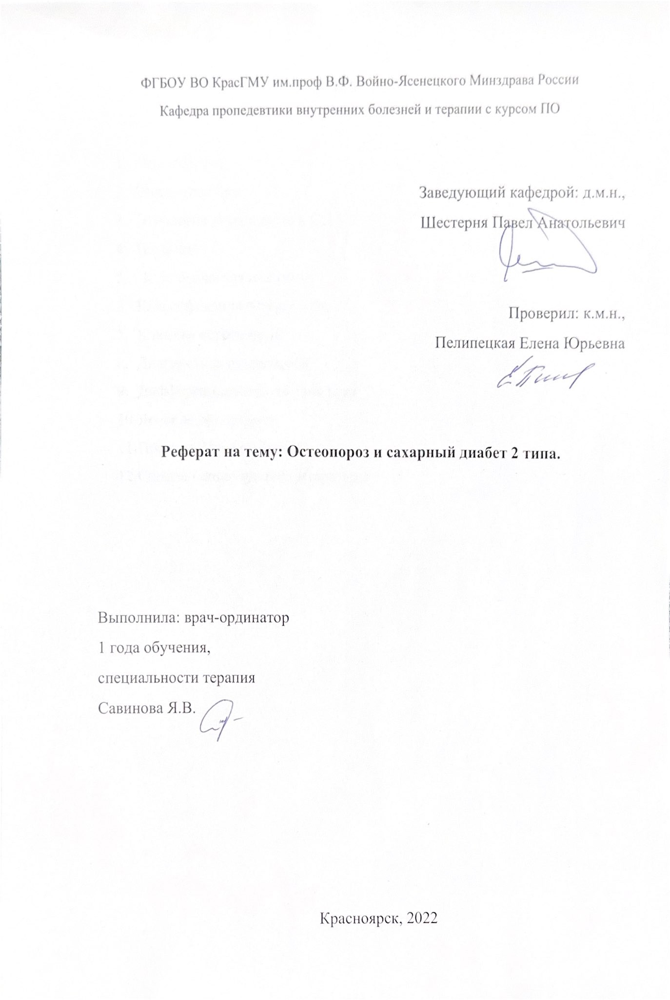 ФГБОУ ВО КрасГМУ им.проф В.Ф. Войно-Ясенецкого Минздрава России
Кафедра пропедевтики внутренних болезней и терапии с курсом ПО
Заведующий кафедрой: д.м.н.,
Шестерня Павел Анатольевич
Проверил: к.м.н.,
Пелипецкая Елена Юрьевна
Реферат на тему: Остеопороз и сахарный диабет 2 типа.
Выполнила: врач-ординатор
1 года обучения,
специальности терапия
Савинова Я.В.
Красноярск, 2022